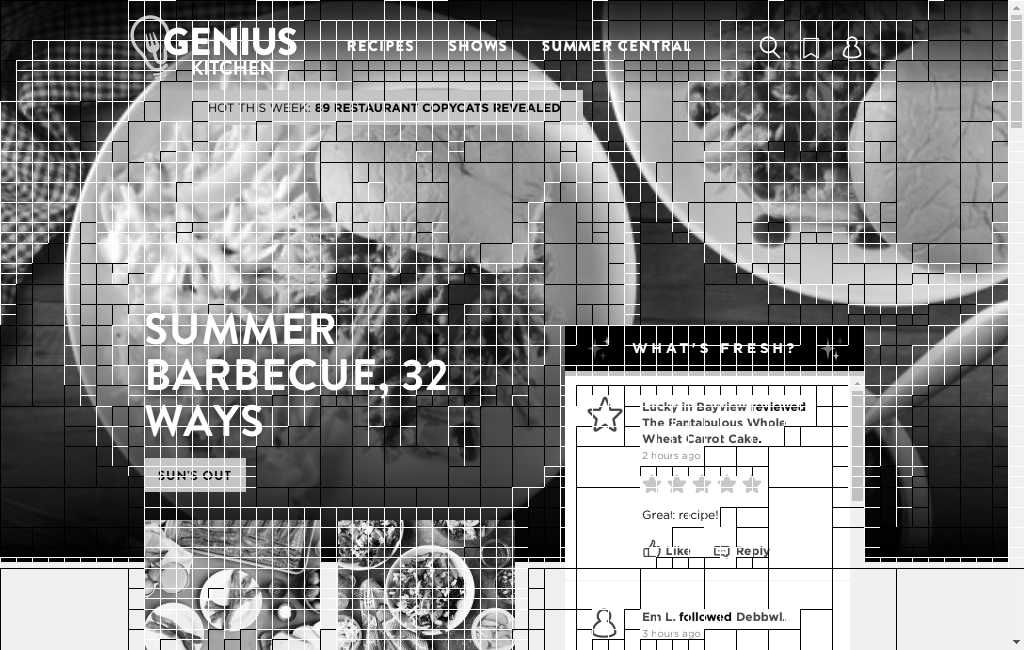 GENIUS
KITCHEN
RECIPES SHOWS SUMMER CENTRAL
HOT THIS WEEK: 89 RESTAURANT COPYCATS REVEALED
SUMMER
BARBECUE, 32
WAYS
SUN'S OUT
WHAT'S FRESH?
Lucky in Bayview reviewed
The Fantabulous Whole
Wheat Carrot Cake.
2 hours ago
Great recipe!
Like Reply
Em L. followed Debbwl.
3 hours ago